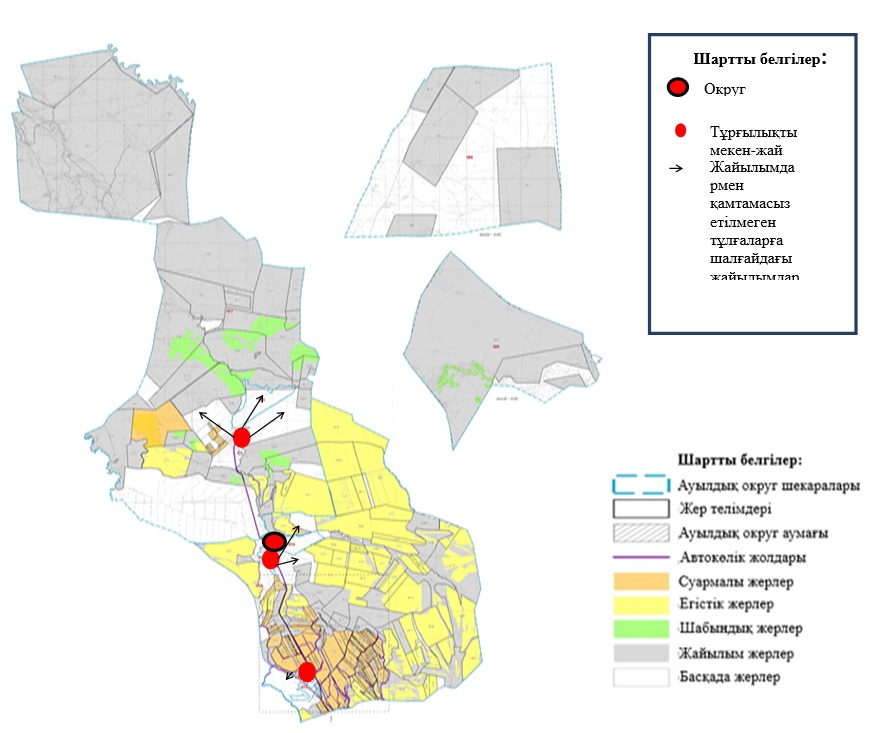 Шартты белгілер:
Округ
Тұрғылықты
мекен-жай
Жайылымда
рмен
қамтамасыз
етілмеген
тұлғаларға
шалғайдағы
жайылымдар
Шартты белгілер:
Ауылдық округ шекаралары
Жер телімдері
Ауылдық округ аумағы
Автокөлік жолдары
Суармалы жерлер
Егістік жерлер
Шабындық жерлер
Жайылым жерлер
Басқада жерлер